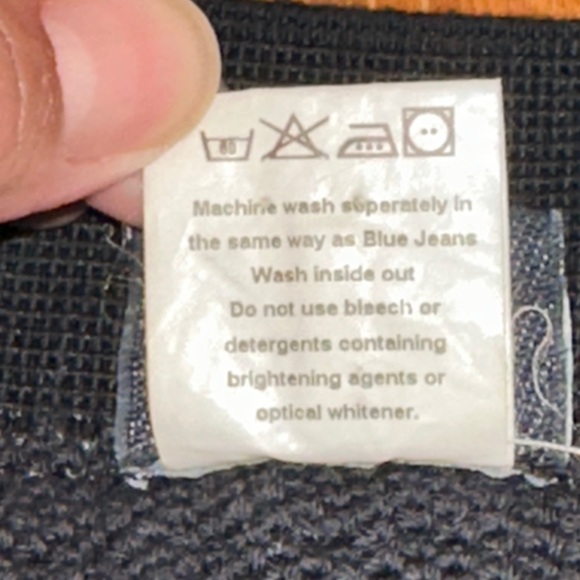 Machine wash seperately in
the same way as Blue Jeans
Wash inside out
Do not use bleech or
detergents containing
brightening agents or
optical whitener.